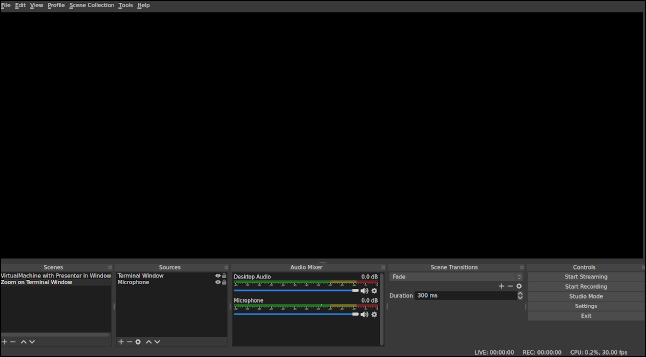 File Edit View Profile Scene Collection Tools Help
Scenes
VirtualMachine with Presenter in Window
Zoom on Terminal Window
Sources
Terminal Window
Microphone
Audio Mixer
Desktop Audio 0.0 dB
Microphone 0.0 dB
Scene Transitions
Fade
Duration 300 ms
Controls
Start Streaming
Start Recording
Studio Mode
Settings
Exit
LIVE: 00:00:00 REC: 00:00:00 CPU: 0.2%, 30.00 fps